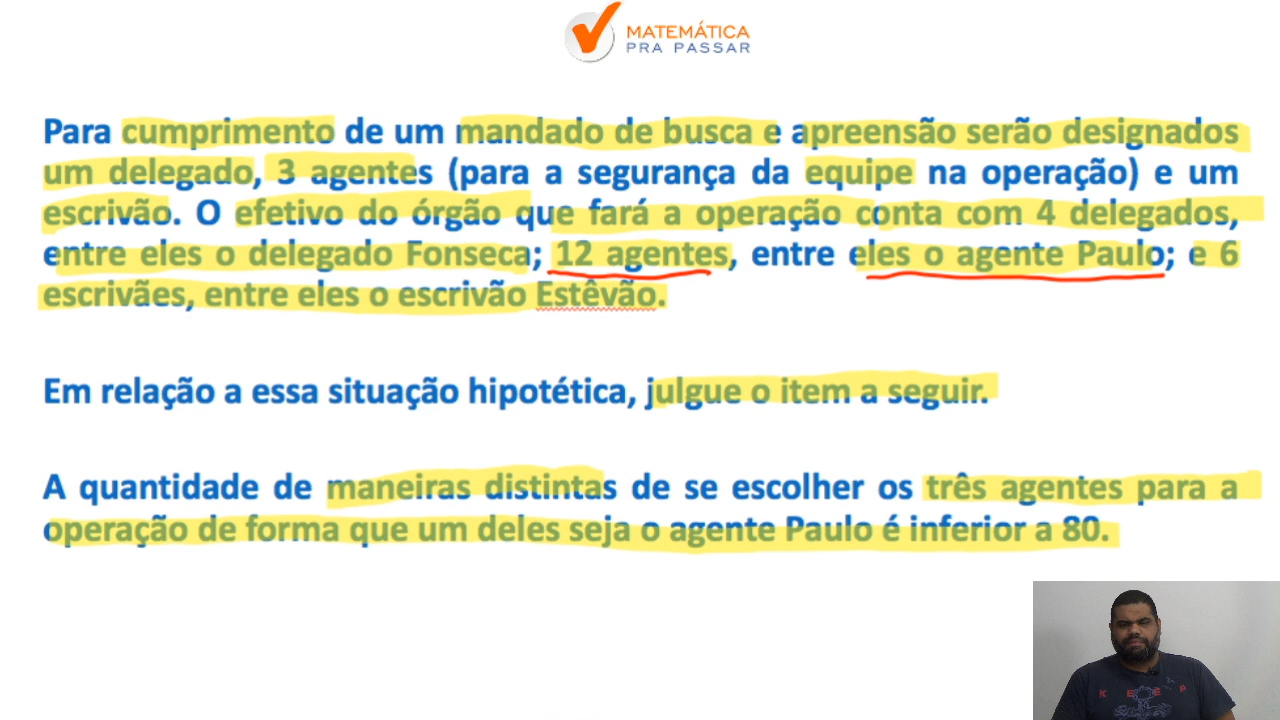 MATEMÁTICA
PRA PASSAR
Para cumprimento de um mandado de busca e apreensão serão designados
um delegado, 3 agentes (para a segurança da equipe na operação) e um
escrivão. O efetivo do órgão que fará a operação conta com 4 delegados,
entre eles o delegado Fonseca; 12 agentes, entre eles o agente Paulo; e 6
escrivães, entre eles o escrivão Estêvão.
Em relação a essa situação hipotética, julgue o item a seguir.
A quantidade de maneiras distintas de se escolher os três agentes para a
operação de forma que um deles seja o agente Paulo é inferior a 80.
K E E P